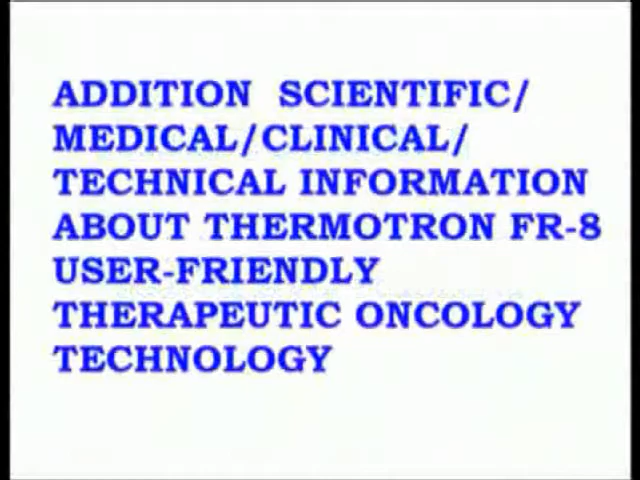 ADDITION SCIENTIFIC/
MEDICAL/CLINICAL/
TECHNICAL INFORMATION
ABOUT THERMOTRON FR-8
USER-FRIENDLY
THERAPEUTIC ONCOLOGY
TECHNOLOGY